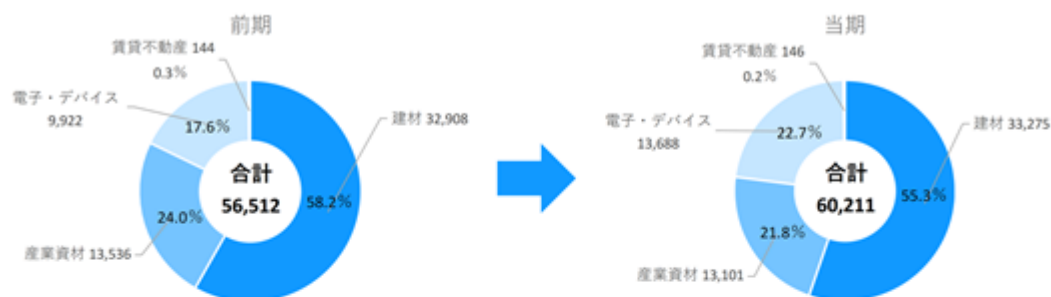 前期
賃貸不動産 144
0.3%
電子・デバイス
9,922
17.6%
建材 32,908
合計
56,512
58.2%
24.0%
産業資材 13,536
当期
賃貸不動産 146
0.2%
電子・デバイス
13,688
22.7%
建材 33,275
合計
60,211
55.3%
21.8%
産業資材 13,101